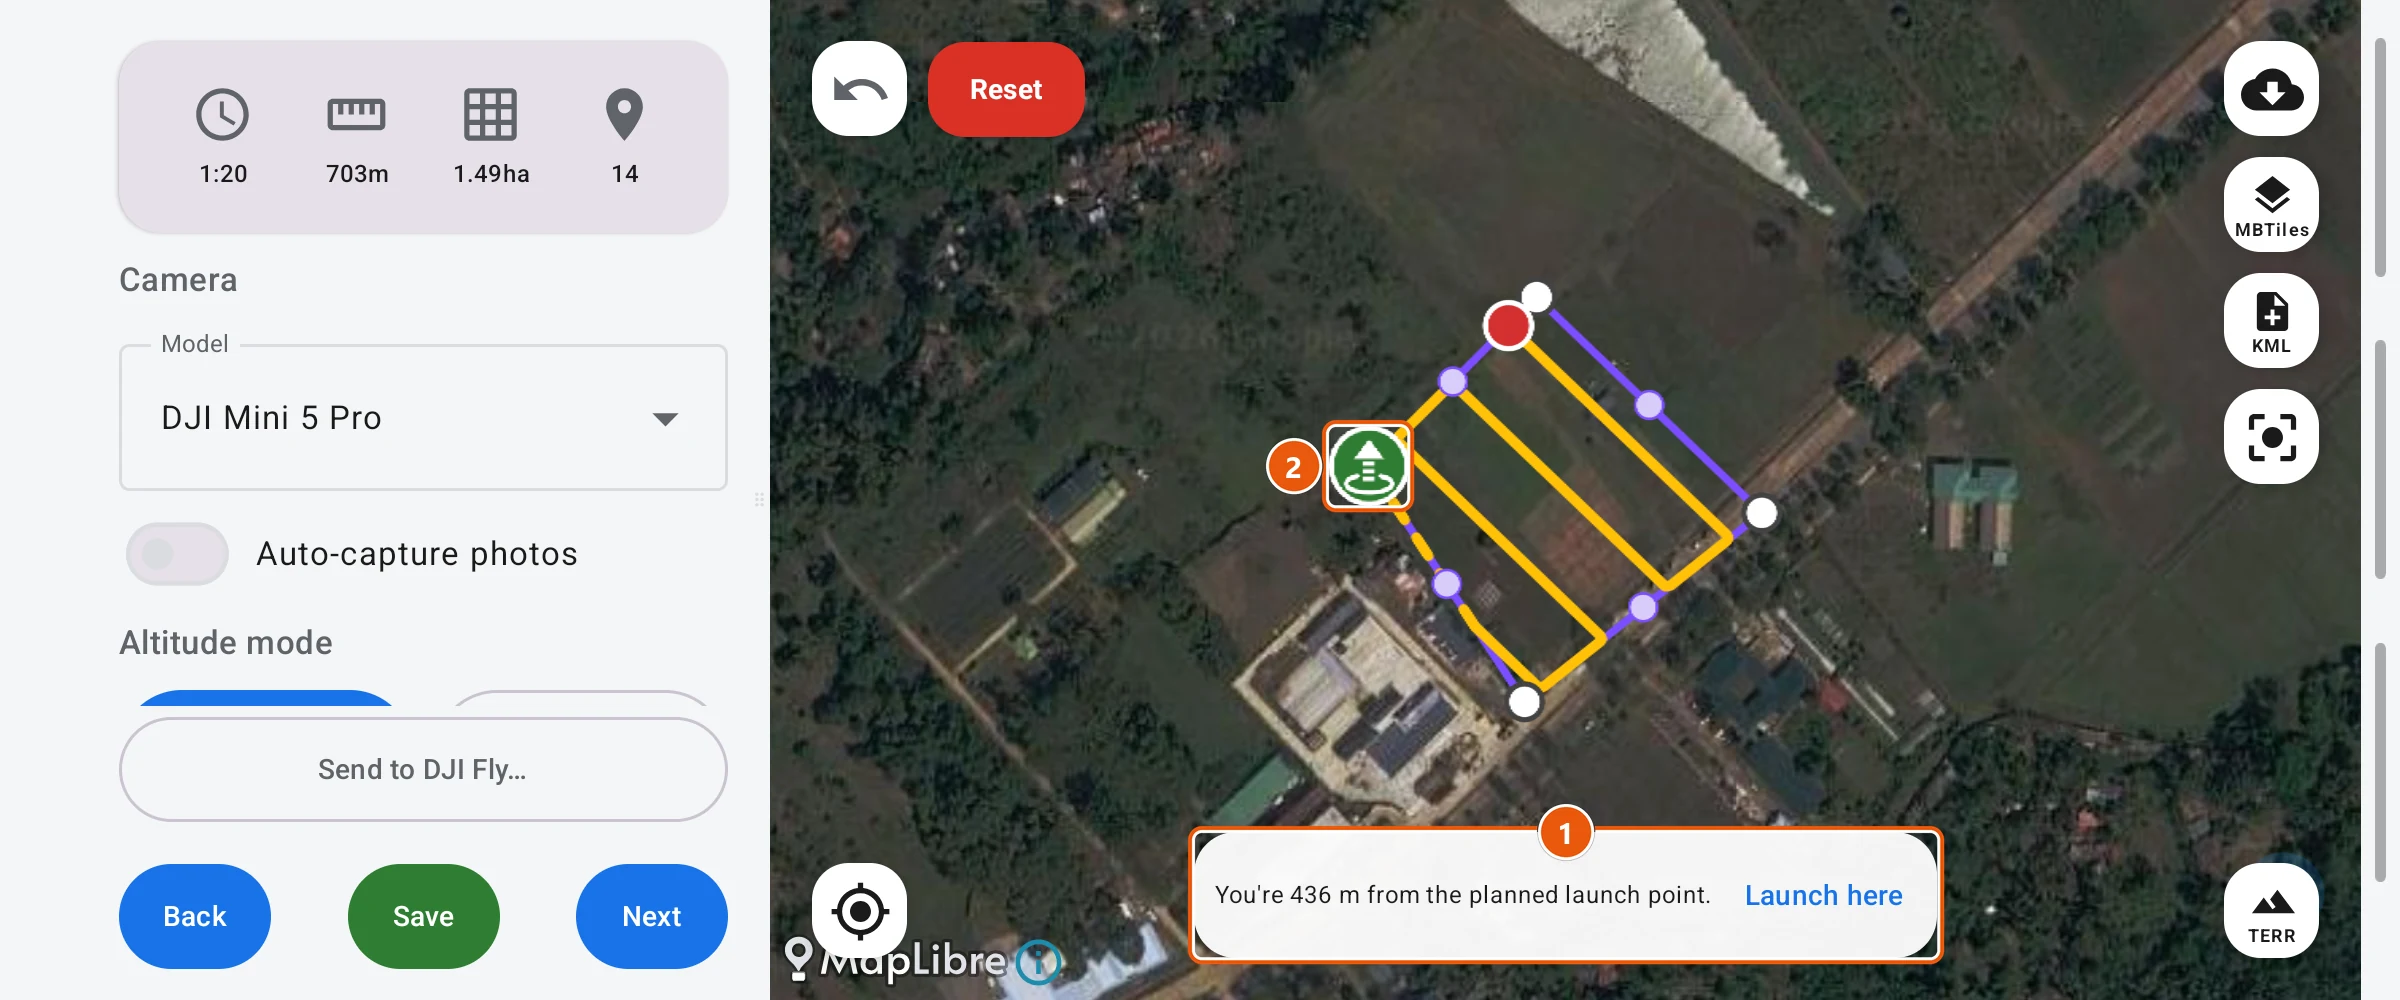 1:20
703m
1.49ha
14
Camera
Model
DJI Mini 5 Pro
Auto-capture photos
Altitude mode
Send to DJI Fly...
Back
Save
Next
Reset
MBTiles
KML
2
1
You're 436 m from the planned launch point.
Launch here
TERR
MapLibre